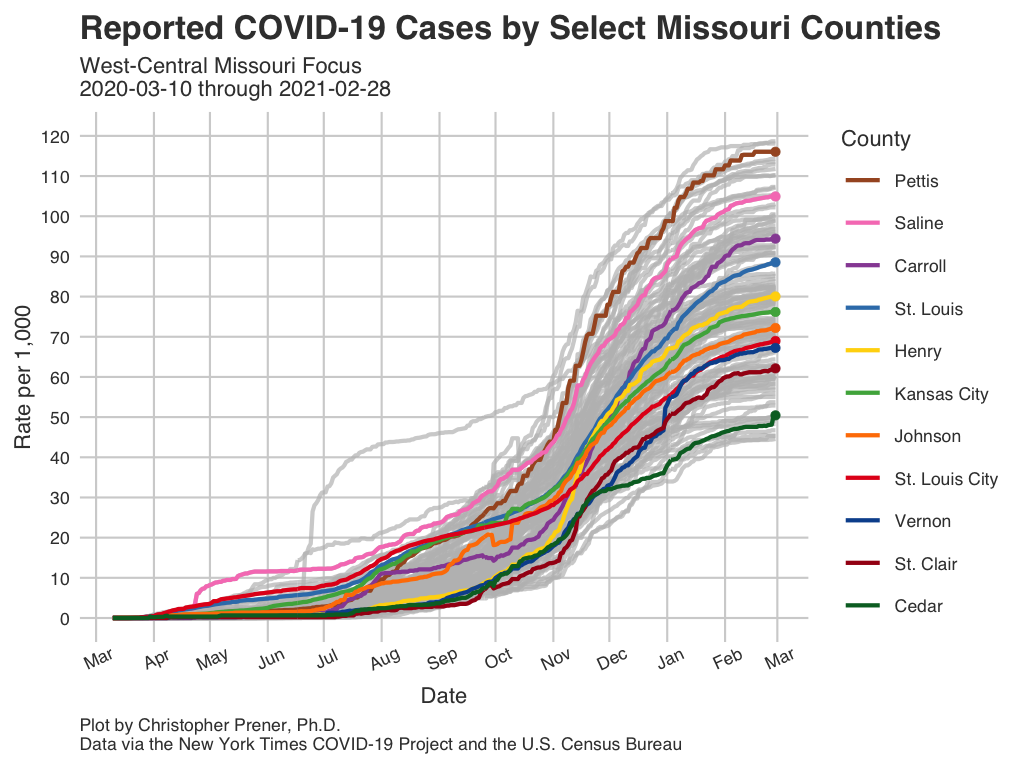 Reported COVID-19 Cases by Select Missouri Counties
West-Central Missouri Focus
2020-03-10 through 2021-02-28
Rate per 1,000
120
110
100
90
80
70
60
50
40
30
20
10
0
Mar Apr May Jun Jul Aug Sep Oct Nov Dec Jan Feb Mar
Date
County
Pettis
Saline
Carroll
St. Louis
Henry
Kansas City
Johnson
St. Louis City
Vernon
St. Clair
Cedar
Plot by Christopher Prener, Ph.D.
Data via the New York Times COVID-19 Project and the U.S. Census Bureau